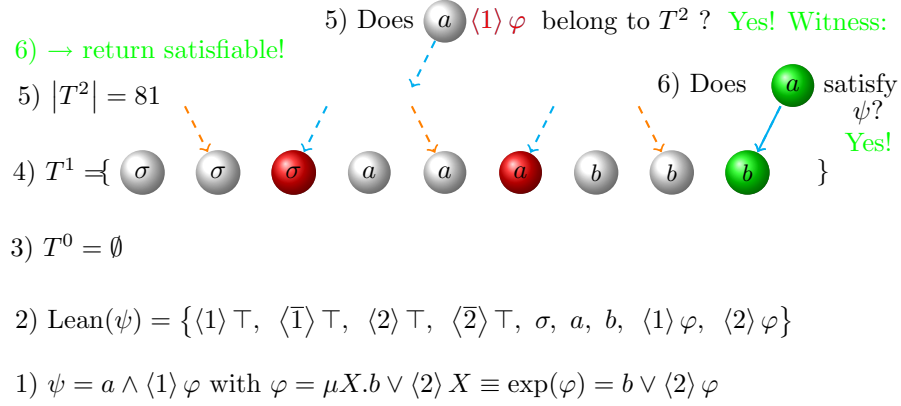 5) Does a ⟨1⟩ φ belong to T² ? Yes! Witness:
6) → return satisfiable!
5) |T²| = 81
6) Does a satisfy
ψ?
Yes!
4) T¹ = { σ σ σ a a a b b b }
3) T⁰ = ∅
2) Lean(ψ) = {⟨1⟩ ⊤, ⟨1̅⟩ ⊤, ⟨2⟩ ⊤, ⟨2̅⟩ ⊤, σ, a, b, ⟨1⟩ φ, ⟨2⟩ φ}
1) ψ = a ∧ ⟨1⟩ φ with φ = μX.b ∨ ⟨2⟩ X ≡ exp(φ) = b ∨ ⟨2⟩ φ